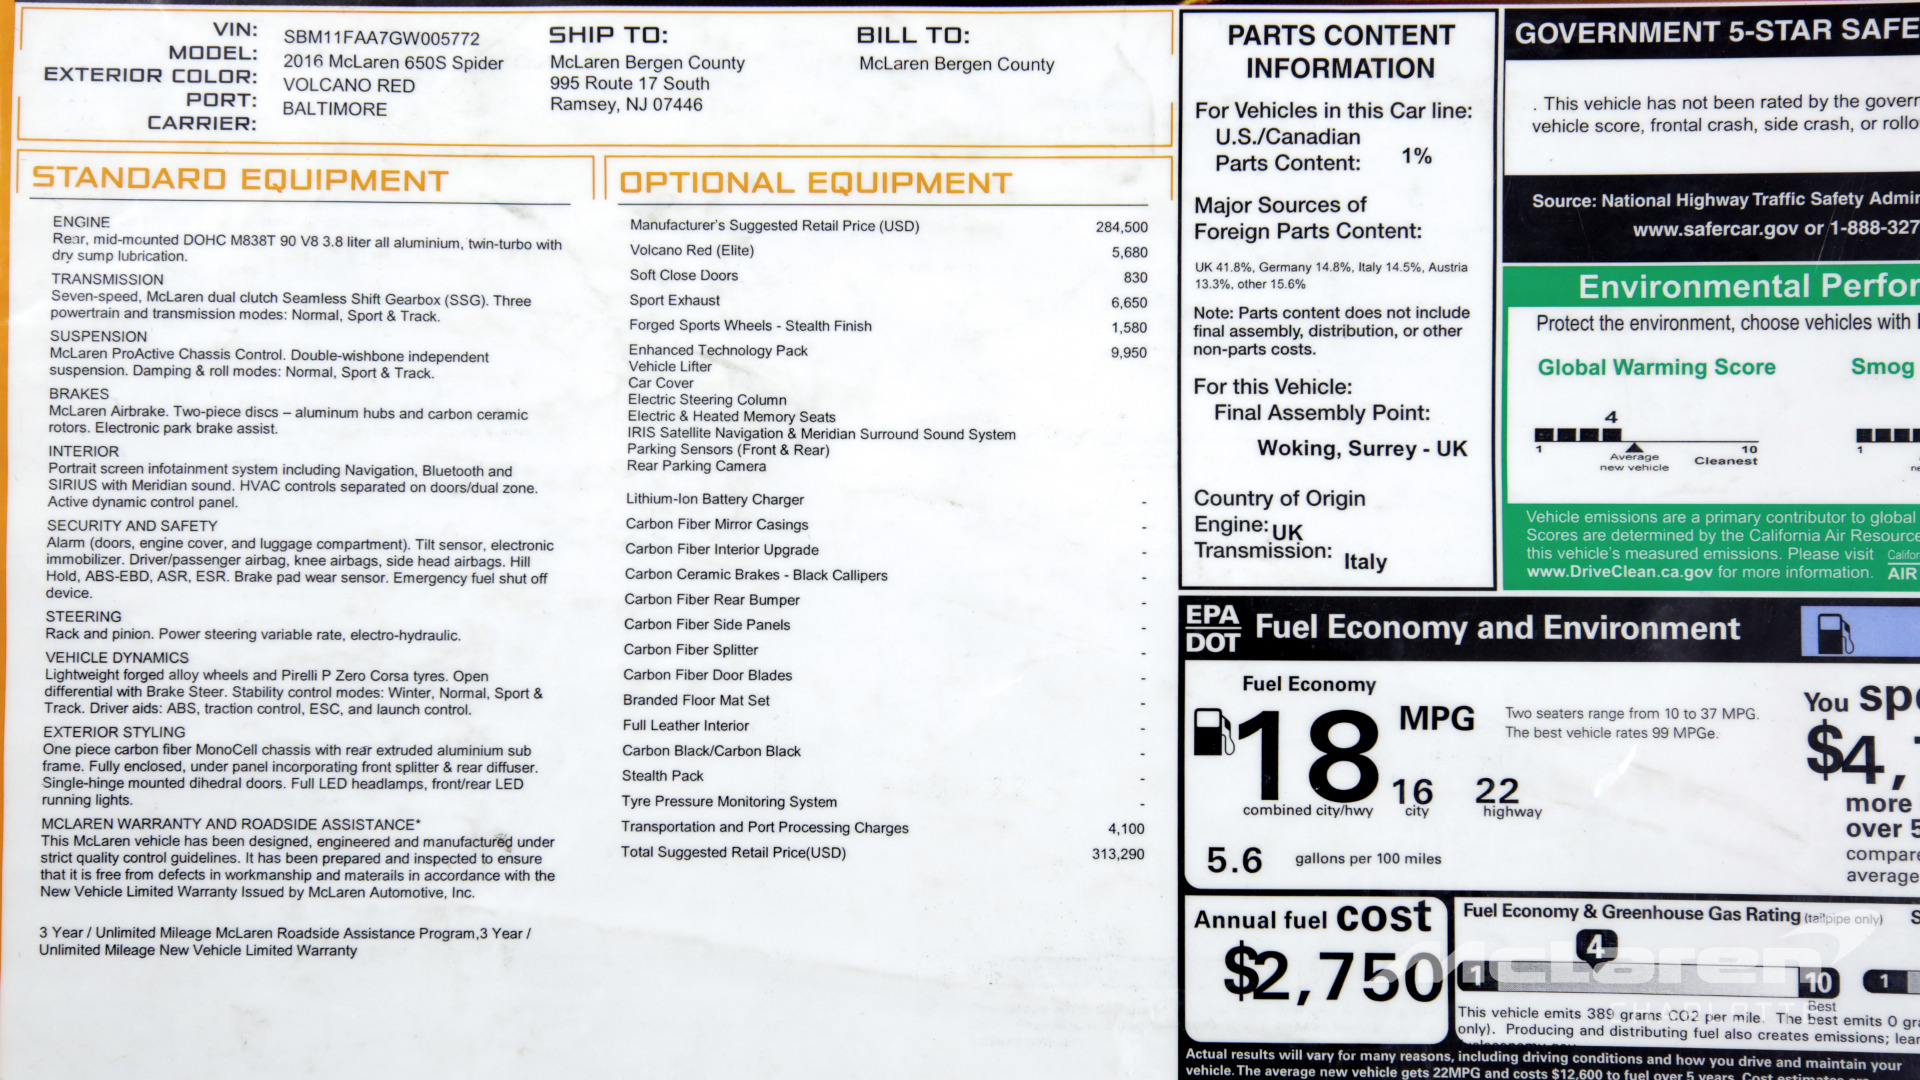 VIN: SBM11FAA7GW005772
MODEL: 2016 McLaren 650S Spider
EXTERIOR COLOR: VOLCANO RED
PORT: BALTIMORE
CARRIER:
SHIP TO:
McLaren Bergen County
995 Route 17 South
Ramsey, NJ 07446
BILL TO:
McLaren Bergen County
STANDARD EQUIPMENT
ENGINE
Rear, mid-mounted DOHC M838T 90 V8 3.8 liter all aluminium, twin-turbo with
dry sump lubrication.
TRANSMISSION
Seven-speed, McLaren dual clutch Seamless Shift Gearbox (SSG). Three
powertrain and transmission modes: Normal, Sport & Track.
SUSPENSION
McLaren ProActive Chassis Control. Double-wishbone independent
suspension. Damping & roll modes: Normal, Sport & Track.
BRAKES
McLaren Airbrake. Two-piece discs – aluminum hubs and carbon ceramic
rotors. Electronic park brake assist.
INTERIOR
Portrait screen infotainment system including Navigation, Bluetooth and
SIRIUS with Meridian sound. HVAC controls separated on doors/dual zone.
Active dynamic control panel.
SECURITY AND SAFETY
Alarm (doors, engine cover, and luggage compartment). Tilt sensor, electronic
immobilizer. Driver/passenger airbag, knee airbags, side head airbags. Hill
Hold, ABS-EBD, ASR, ESR. Brake pad wear sensor. Emergency fuel shut off
device.
STEERING
Rack and pinion. Power steering variable rate, electro-hydraulic.
VEHICLE DYNAMICS
Lightweight forged alloy wheels and Pirelli P Zero Corsa tyres. Open
differential with Brake Steer. Stability control modes: Winter, Normal, Sport &
Track. Driver aids: ABS, traction control, ESC, and launch control.
EXTERIOR STYLING
One piece carbon fiber MonoCell chassis with rear extruded aluminium sub
frame. Fully enclosed, under panel incorporating front splitter & rear diffuser.
Single-hinge mounted dihedral doors. Full LED headlamps, front/rear LED
running lights.
MCLAREN WARRANTY AND ROADSIDE ASSISTANCE*
This McLaren vehicle has been designed, engineered and manufactured under
strict quality control guidelines. It has been prepared and inspected to ensure
that it is free from defects in workmanship and materails in accordance with the
New Vehicle Limited Warranty Issued by McLaren Automotive, Inc.
3 Year / Unlimited Mileage McLaren Roadside Assistance Program,3 Year /
Unlimited Mileage New Vehicle Limited Warranty
OPTIONAL EQUIPMENT
Manufacturer's Suggested Retail Price (USD) 284,500
Volcano Red (Elite) 5,680
Soft Close Doors 830
Sport Exhaust 6,650
Forged Sports Wheels - Stealth Finish 1,580
Enhanced Technology Pack 9,950
Vehicle Lifter
Car Cover
Electric Steering Column
Electric & Heated Memory Seats
IRIS Satellite Navigation & Meridian Surround Sound System
Parking Sensors (Front & Rear)
Rear Parking Camera
Lithium-Ion Battery Charger -
Carbon Fiber Mirror Casings -
Carbon Fiber Interior Upgrade -
Carbon Ceramic Brakes - Black Callipers -
Carbon Fiber Rear Bumper -
Carbon Fiber Side Panels -
Carbon Fiber Splitter -
Carbon Fiber Door Blades -
Branded Floor Mat Set -
Full Leather Interior -
Carbon Black/Carbon Black -
Stealth Pack -
Tyre Pressure Monitoring System -
Transportation and Port Processing Charges 4,100
Total Suggested Retail Price(USD) 313,290
PARTS CONTENT
INFORMATION
For Vehicles in this Car line:
U.S./Canadian
Parts Content: 1%
Major Sources of
Foreign Parts Content:
UK 41.8%, Germany 14.8%, Italy 14.5%, Austria
13.3%, other 15.6%
Note: Parts content does not include
final assembly, distribution, or other
non-parts costs.
For this Vehicle:
Final Assembly Point:
Woking, Surrey - UK
Country of Origin
Engine: UK
Transmission: Italy
GOVERNMENT 5-STAR SAFE
. This vehicle has not been rated by the govern
vehicle score, frontal crash, side crash, or rollo
Source: National Highway Traffic Safety Admin
www.safercar.gov or 1-888-327
Environmental Perfor
Protect the environment, choose vehicles with
Global Warming Score Smog
4
1 10 1
Average
new vehicle Cleanest
Vehicle emissions are a primary contributor to global
Scores are determined by the California Air Resource
this vehicle's measured emissions. Please visit
www.DriveClean.ca.gov for more information. AIR
EPA
DOT Fuel Economy and Environment
Fuel Economy
18 MPG
Two seaters range from 10 to 37 MPG.
The best vehicle rates 99 MPGe.
combined city/hwy
16 city
22 highway
5.6 gallons per 100 miles
You spe
$4,
more
over 5
compare
average
Annual fuel cost
$2,750
Fuel Economy & Greenhouse Gas Rating (tailpipe only) S
4
1 10 1
Best
McLaren
CHARLOTTE
This vehicle emits 389 grams CO2 per mile. The best emits 0 gra
only). Producing and distributing fuel also creates emissions; lear
Actual results will vary for many reasons, including driving conditions and how you drive and maintain your
vehicle. The average new vehicle gets 22MPG and costs $12,600 to fuel over 5 years. Cost